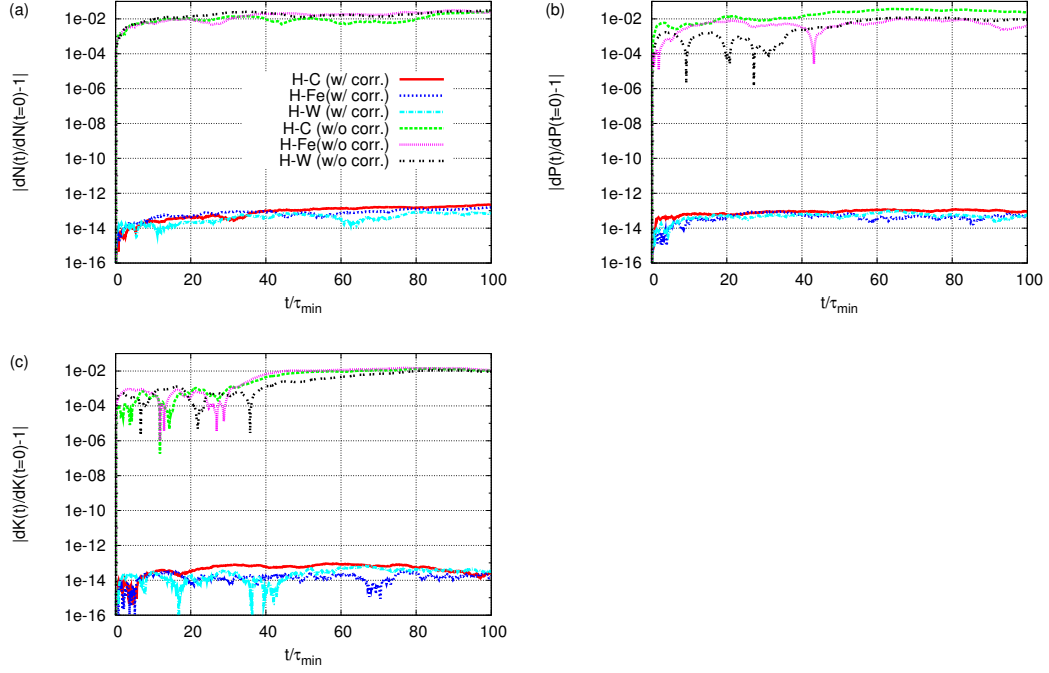 (a)
|dN(t)/dN(t=0)-1|
1e-02
1e-04
1e-06
1e-08
1e-10
1e-12
1e-14
1e-16
0 20 40 60 80 100
t/τmin
H-C (w/ corr.)
H-Fe(w/ corr.)
H-W (w/ corr.)
H-C (w/o corr.)
H-Fe(w/o corr.)
H-W (w/o corr.)
(b)
|dP(t)/dP(t=0)-1|
1e-02
1e-04
1e-06
1e-08
1e-10
1e-12
1e-14
1e-16
0 20 40 60 80 100
t/τmin
(c)
|dK(t)/dK(t=0)-1|
1e-02
1e-04
1e-06
1e-08
1e-10
1e-12
1e-14
1e-16
0 20 40 60 80 100
t/τmin